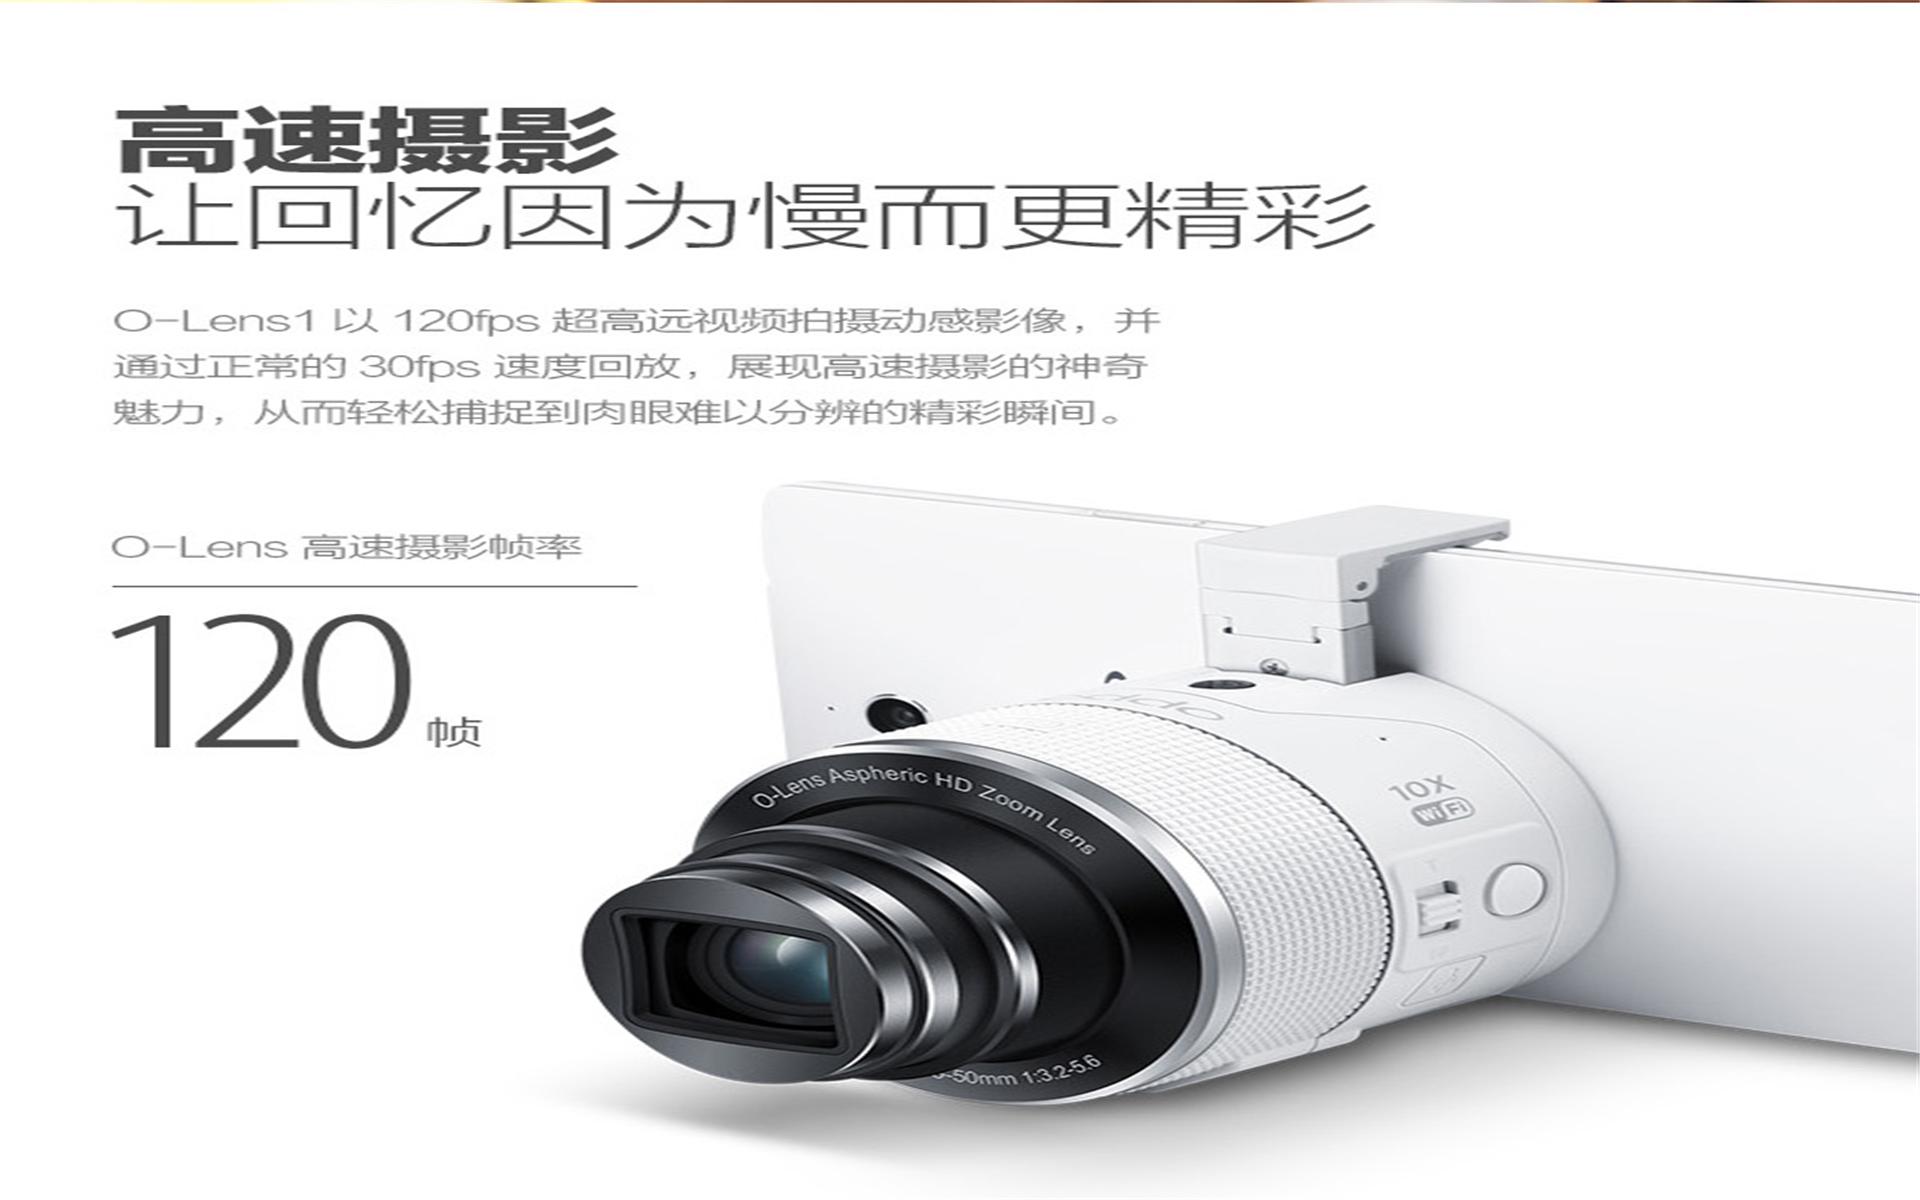 高速摄影
让回忆因为慢而更精彩
O-Lens1 以 120fps 超高远视频拍摄动感影像，并
通过正常的 30fps 速度回放，展现高速摄影的神奇
魅力，从而轻松捕捉到肉眼难以分辨的精彩瞬间。
O-Lens 高速摄影帧率
120 帧
oppo
10X
Wi Fi
O-Lens Aspheric HD Zoom Lens
-50mm 1:3.2-5.6